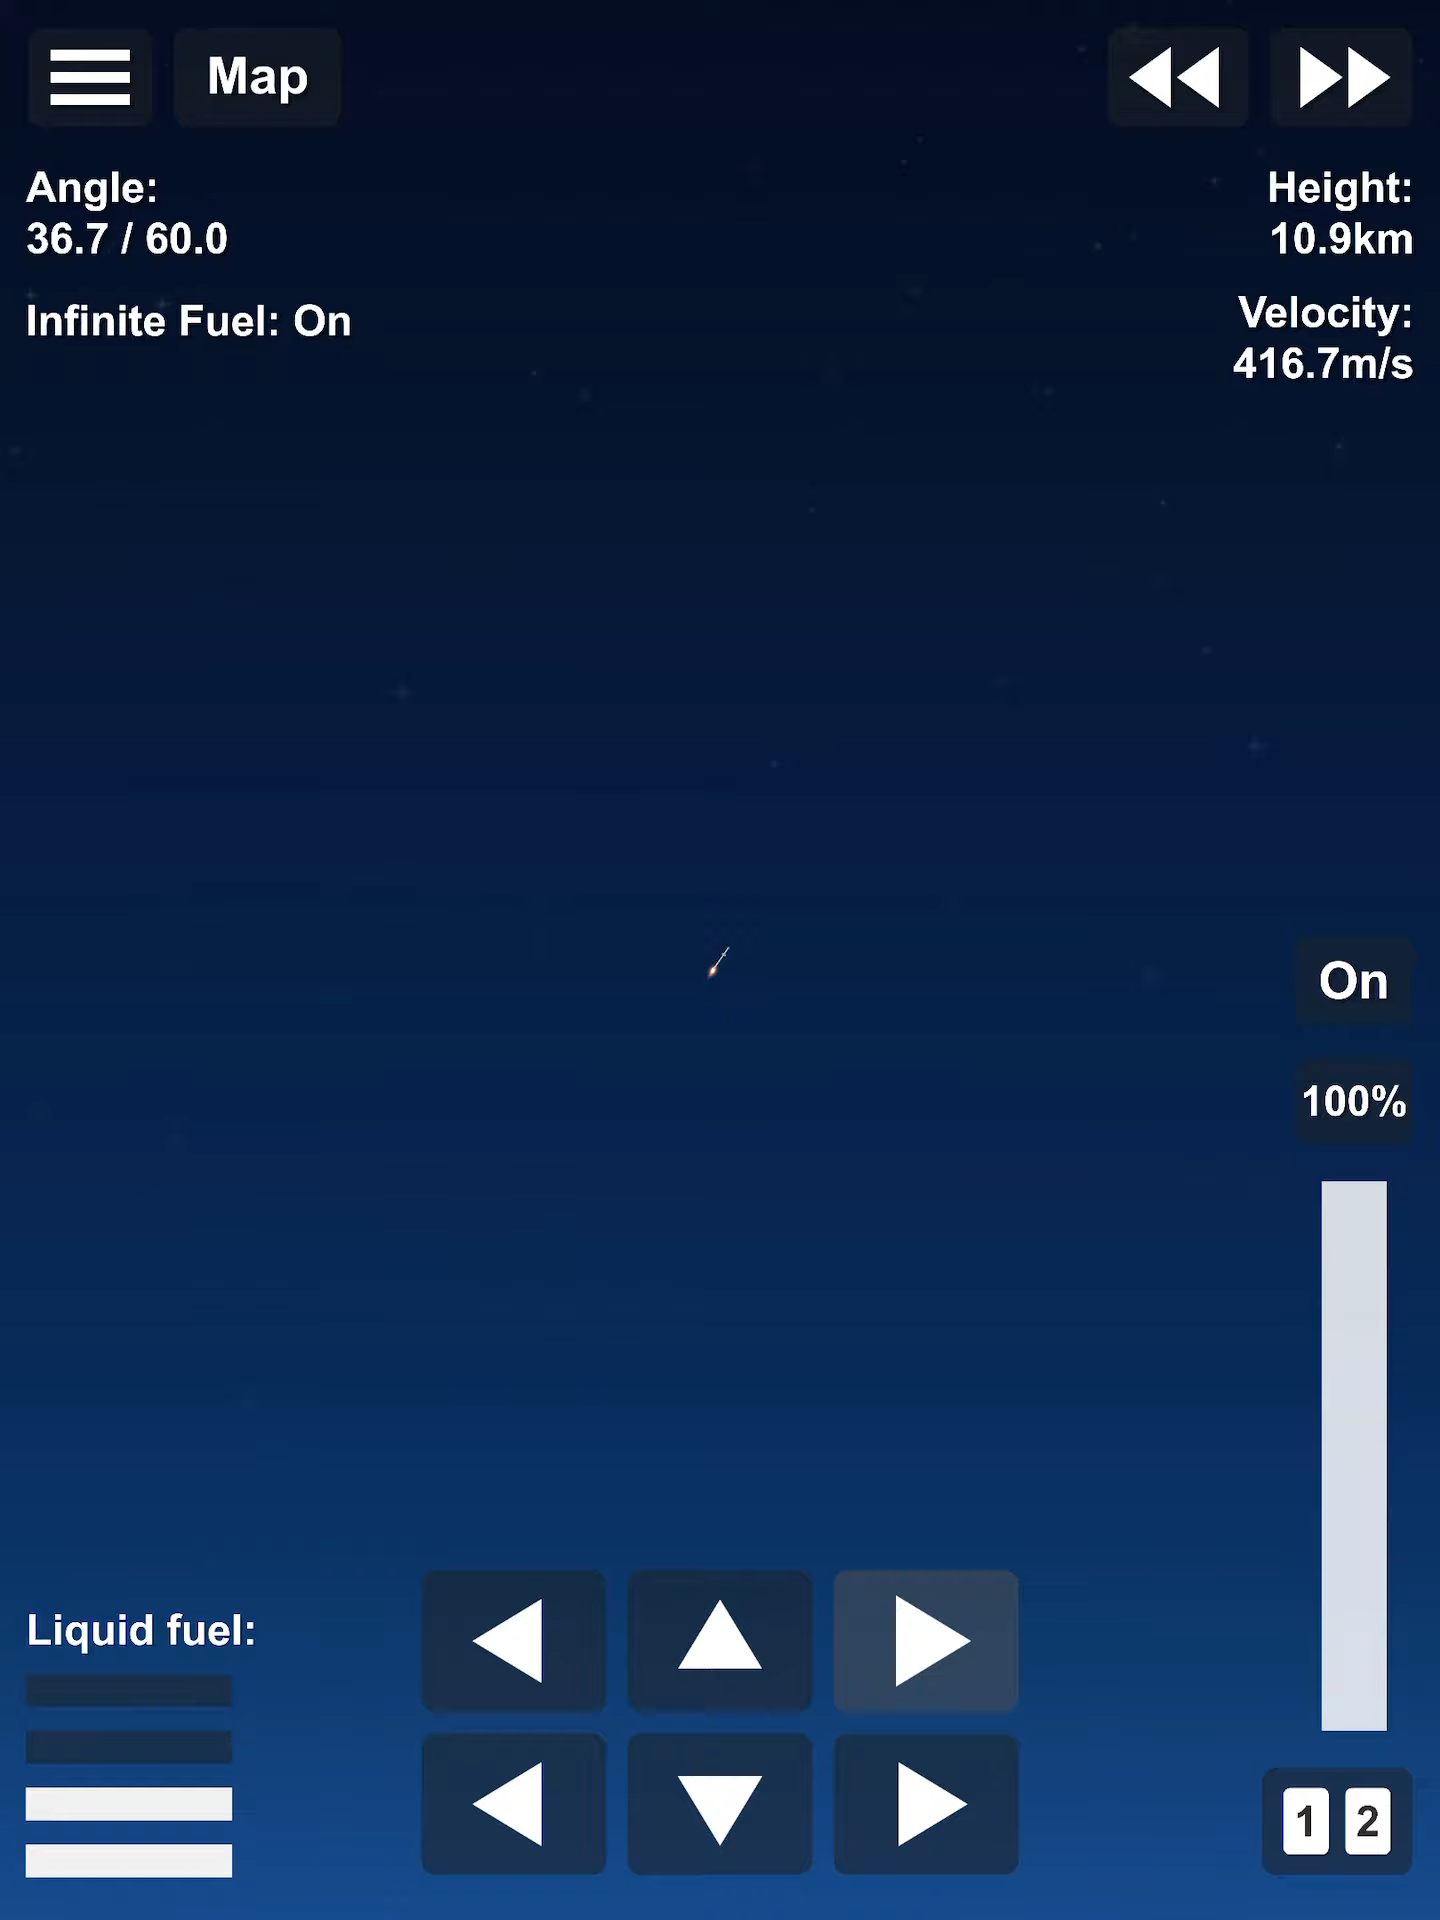 Map
Angle:
36.7 / 60.0
Infinite Fuel: On
Height:
10.9km
Velocity:
416.7m/s
On
100%
Liquid fuel:
1 2